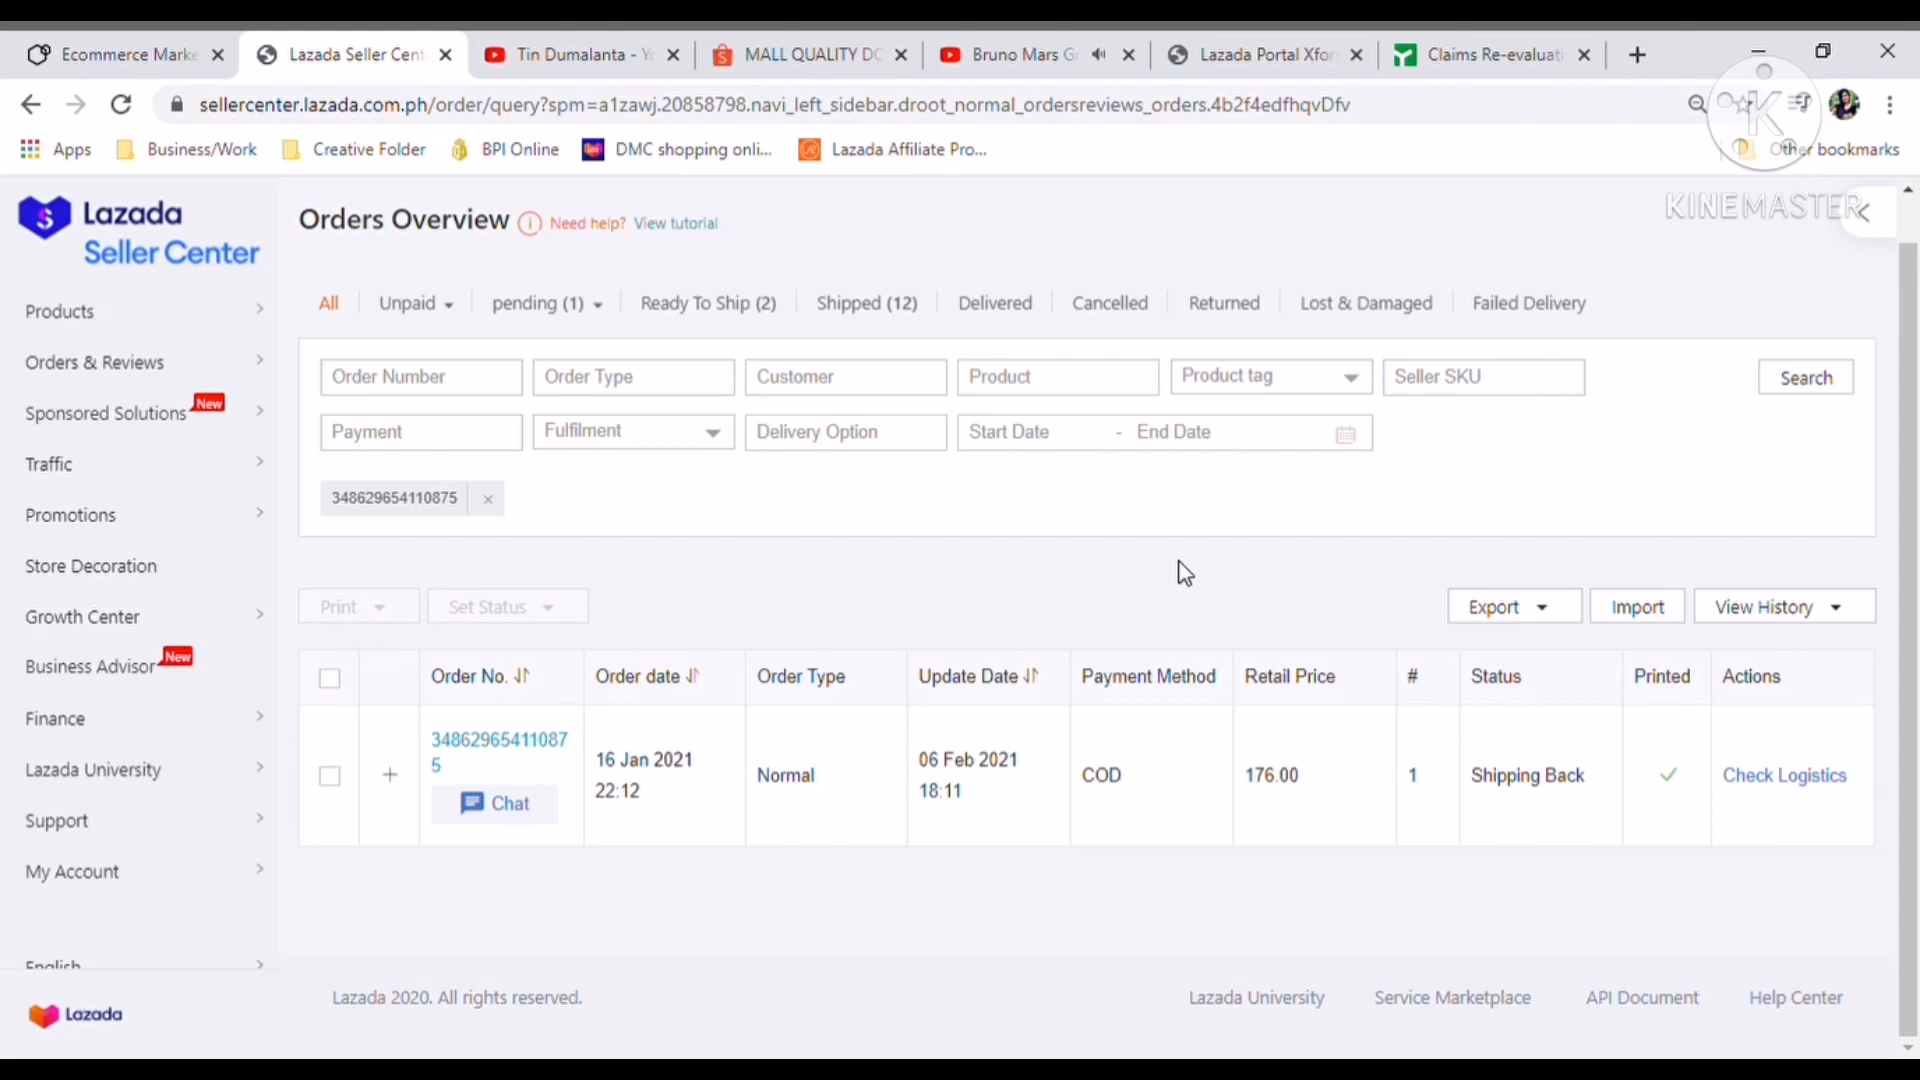 Ecommerce Marke
Lazada Seller Cent
Tin Dumalanta - Yo
MALL QUALITY DO
Bruno Mars G
Lazada Portal Xfor
Claims Re-evaluati
sellercenter.lazada.com.ph/order/query?spm=a1zawj.20858798.navi_left_sidebar.droot_normal_ordersreviews_orders.4b2f4edfhqvDfv
Apps
Business/Work
Creative Folder
BPI Online
DMC shopping onli...
Lazada Affiliate Pro...
Other bookmarks
K
KINEMASTER
Lazada
Seller Center
Orders Overview
Need help? View tutorial
Products
Orders & Reviews
Sponsored Solutions New
Traffic
Promotions
Store Decoration
Growth Center
Business Advisor New
Finance
Lazada University
Support
My Account
English
Lazada
All
Unpaid
pending (1)
Ready To Ship (2)
Shipped (12)
Delivered
Cancelled
Returned
Lost & Damaged
Failed Delivery
Order Number
Order Type
Customer
Product
Product tag
Seller SKU
Search
Payment
Fulfilment
Delivery Option
Start Date - End Date
348629654110875 ×
Print
Set Status
Export
Import
View History
Order No.
Order date
Order Type
Update Date
Payment Method
Retail Price
#
Status
Printed
Actions
34862965411087
5
Chat
16 Jan 2021
22:12
Normal
06 Feb 2021
18:11
COD
176.00
1
Shipping Back
Check Logistics
Lazada 2020. All rights reserved.
Lazada University
Service Marketplace
API Document
Help Center